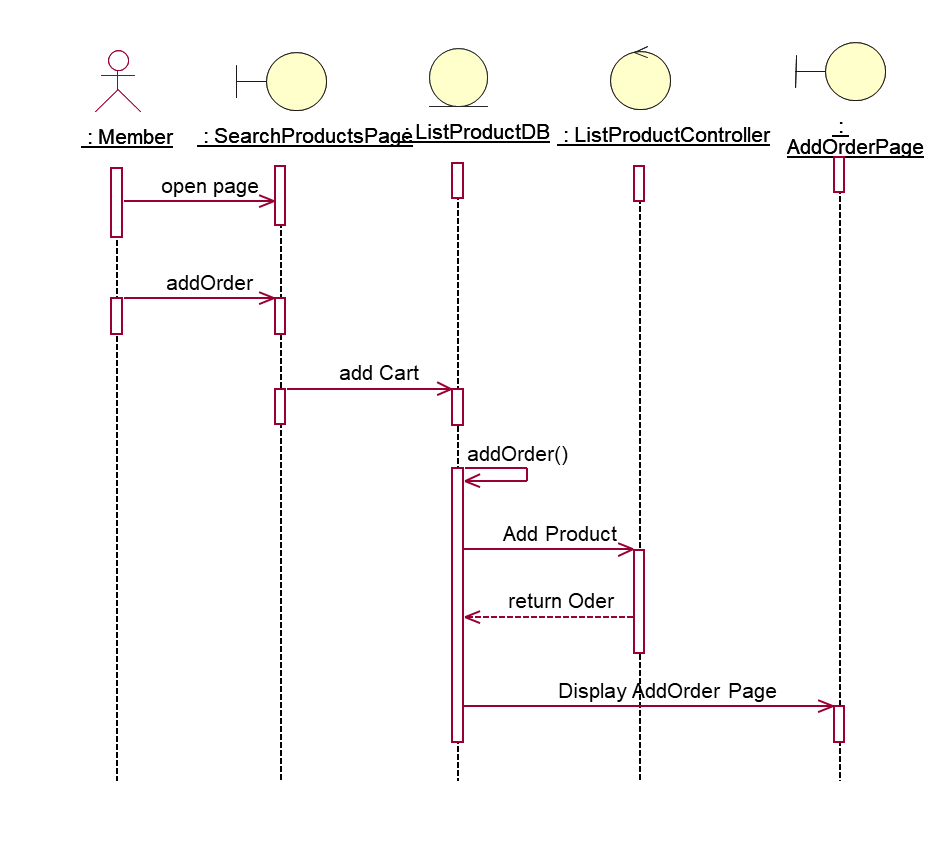 : Member
: SearchProductsPage
: ListProductDB
: ListProductController
:
AddOrderPage
open page
addOrder
add Cart
addOrder()
Add Product
return Oder
Display AddOrder Page